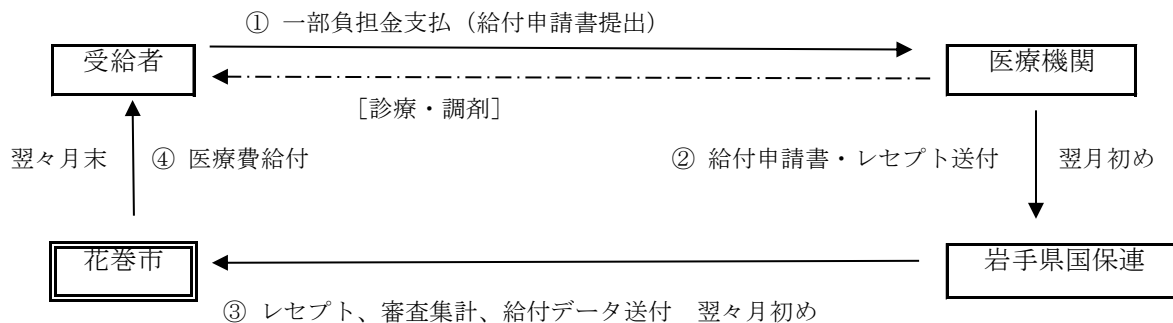 ① 一部負担金支払（給付申請書提出）
受給者
医療機関
［診療・調剤］
翌々月末
④ 医療費給付
② 給付申請書・レセプト送付
翌月初め
花巻市
岩手県国保連
③ レセプト、審査集計、給付データ送付　翌々月初め